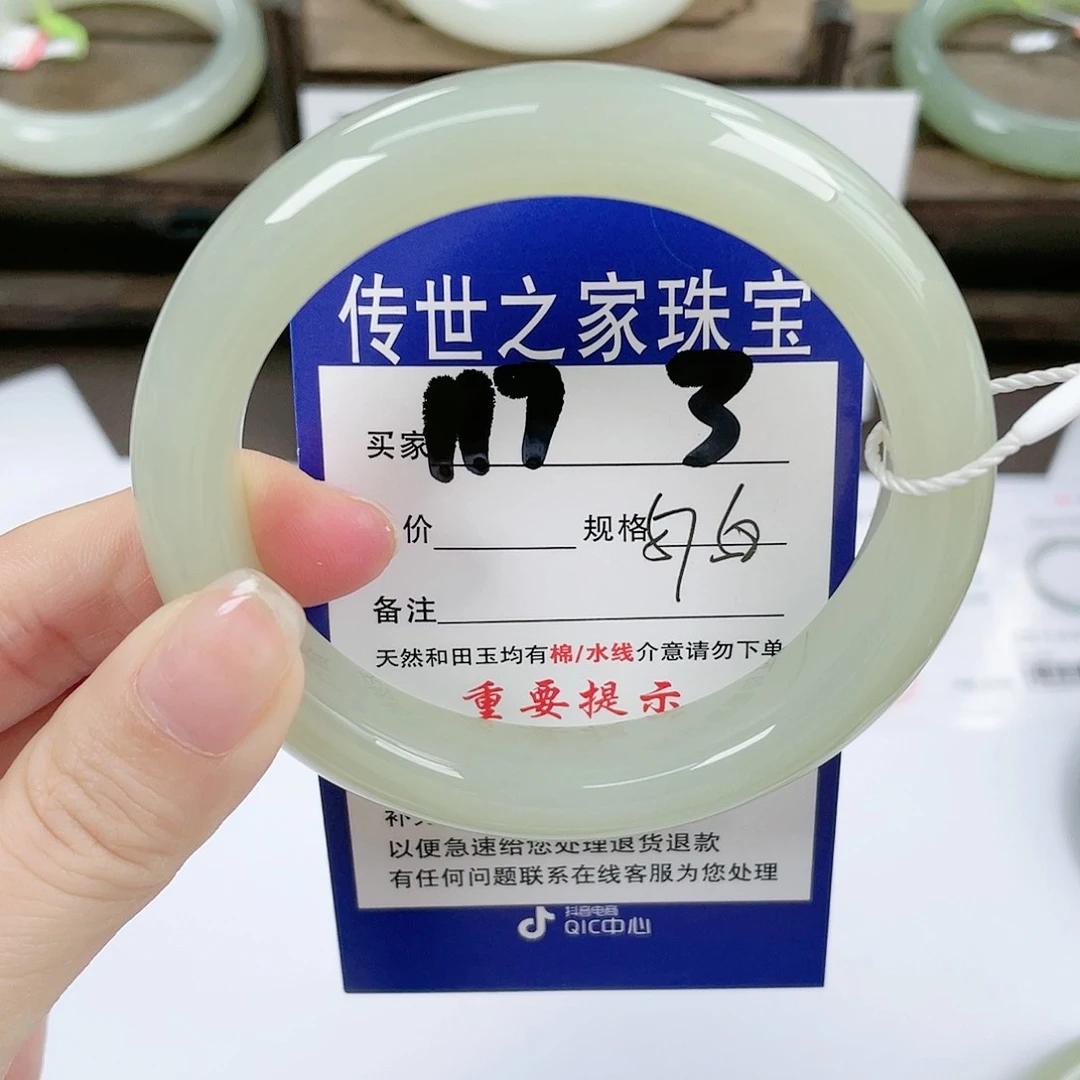 传世之家珠宝
买家 3
价 规格
备注
天然和田玉均有棉/水线介意请勿下单
重要提示
以便急速给您处理退货退款
有任何问题联系在线客服为您处理
抖音电商
QIC中心